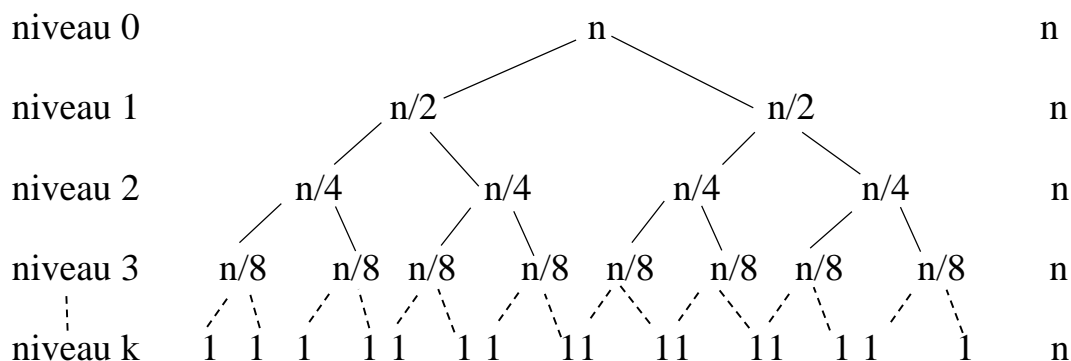 niveau 0 n n
niveau 1 n/2 n/2 n
niveau 2 n/4 n/4 n/4 n/4 n
niveau 3 n/8 n/8 n/8 n/8 n/8 n/8 n/8 n/8 n
niveau k 1 1 1 1 1 1 1 11 11 11 1 1 1 n